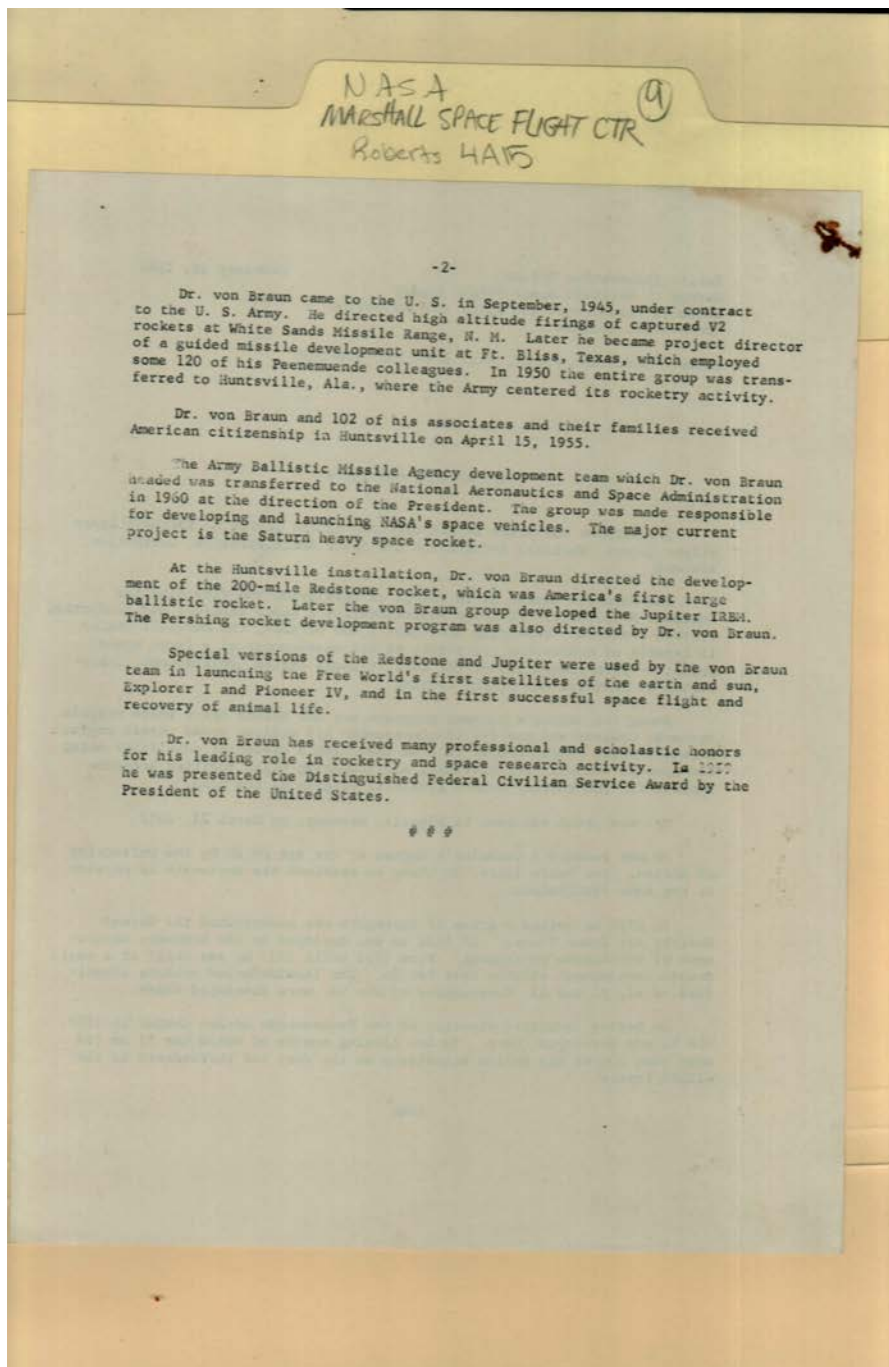 NASA
MARSHALL SPACE FLIGHT CTR
9
Roberts
-2-
Dr. von Braun came to the U. S. in September, 1945, under contract
to the U. S. Army. He directed high altitude firings of captured V2
rockets at White Sands Missile Range, N. M. Later he became project director
of a guided missile development unit at Ft. Bliss, Texas, which employed
some 120 of his Peenemuende colleagues. In 1950 the entire group was trans-
ferred to Huntsville, Ala., where the Army centered its rocketry activity.
Dr. von Braun and 102 of his associates and their families received
American citizenship in Huntsville on April 15, 1955.
The Army Ballistic Missile Agency development team which Dr. von Braun
headed was transferred to the National Aeronautics and Space Administration
in 1960 at the direction of the President. The group was made responsible
for developing and launching NASA's space vehicles. The major current
project is the Saturn heavy space rocket.
At the Huntsville installation, Dr. von Braun directed the develop-
ment of the 200-mile Redstone rocket, which was America's first large
ballistic rocket. Later the von Braun group developed the Jupiter IRBM.
The Pershing rocket development program was also directed by Dr. von Braun.
Special versions of the Redstone and Jupiter were used by the von Braun
team in launching the Free World's first satellites of the earth and sun,
Explorer I and Pioneer IV, and in the first successful space flight and
recovery of animal life.
Dr. von Braun has received many professional and scholastic honors
for his leading role in rocketry and space research activity. In
he was presented the Distinguished Federal Civilian Service Award by the
President of the United States.
# # #